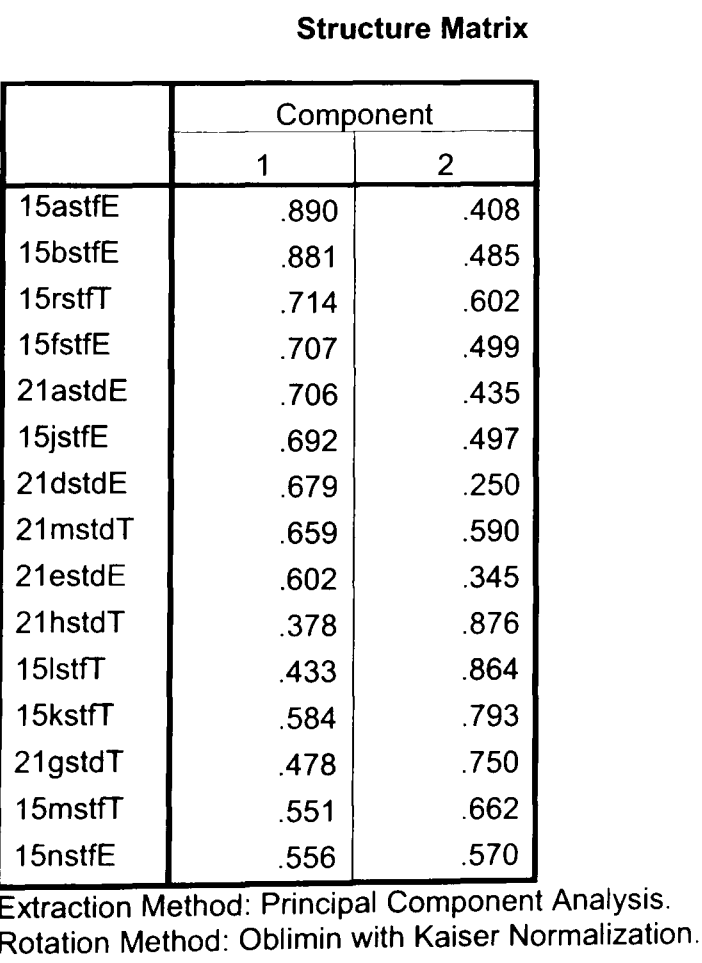 Structure Matrix
Component
1 2
15astfE .890 .408
15bstfE .881 .485
15rstfT .714 .602
15fstfE .707 .499
21astdE .706 .435
15jstfE .692 .497
21dstdE .679 .250
21mstdT .659 .590
21estdE .602 .345
21hstdT .378 .876
15lstfT .433 .864
15kstfT .584 .793
21gstdT .478 .750
15mstfT .551 .662
15nstfE .556 .570
Extraction Method: Principal Component Analysis.
Rotation Method: Oblimin with Kaiser Normalization.